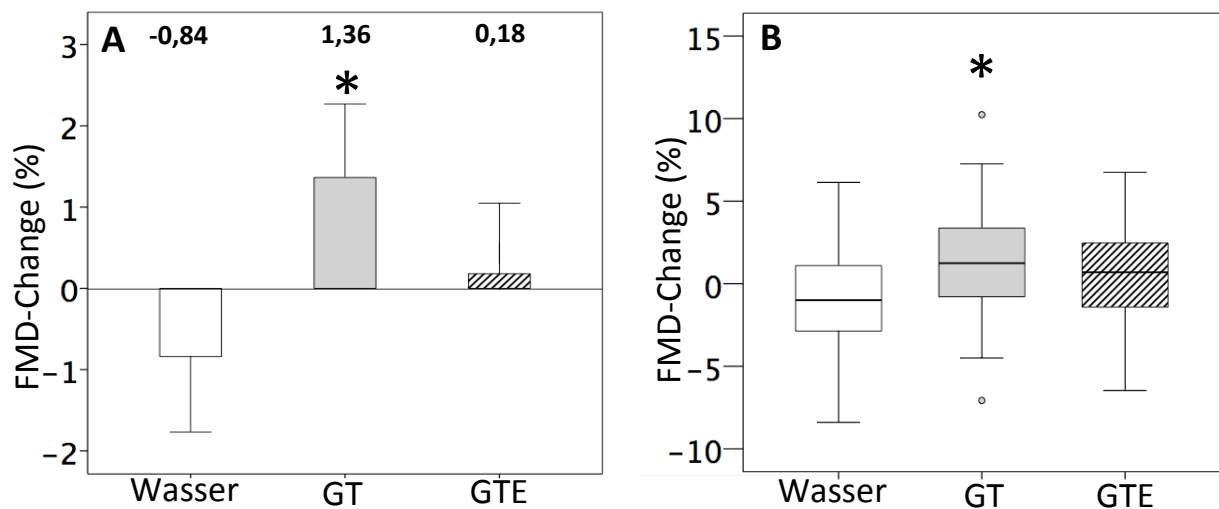 A
-0,84 1,36 0,18
*
FMD-Change (%)
3
2
1
0
−1
−2
Wasser GT GTE
B
*
FMD-Change (%)
15
10
5
0
−5
−10
Wasser GT GTE